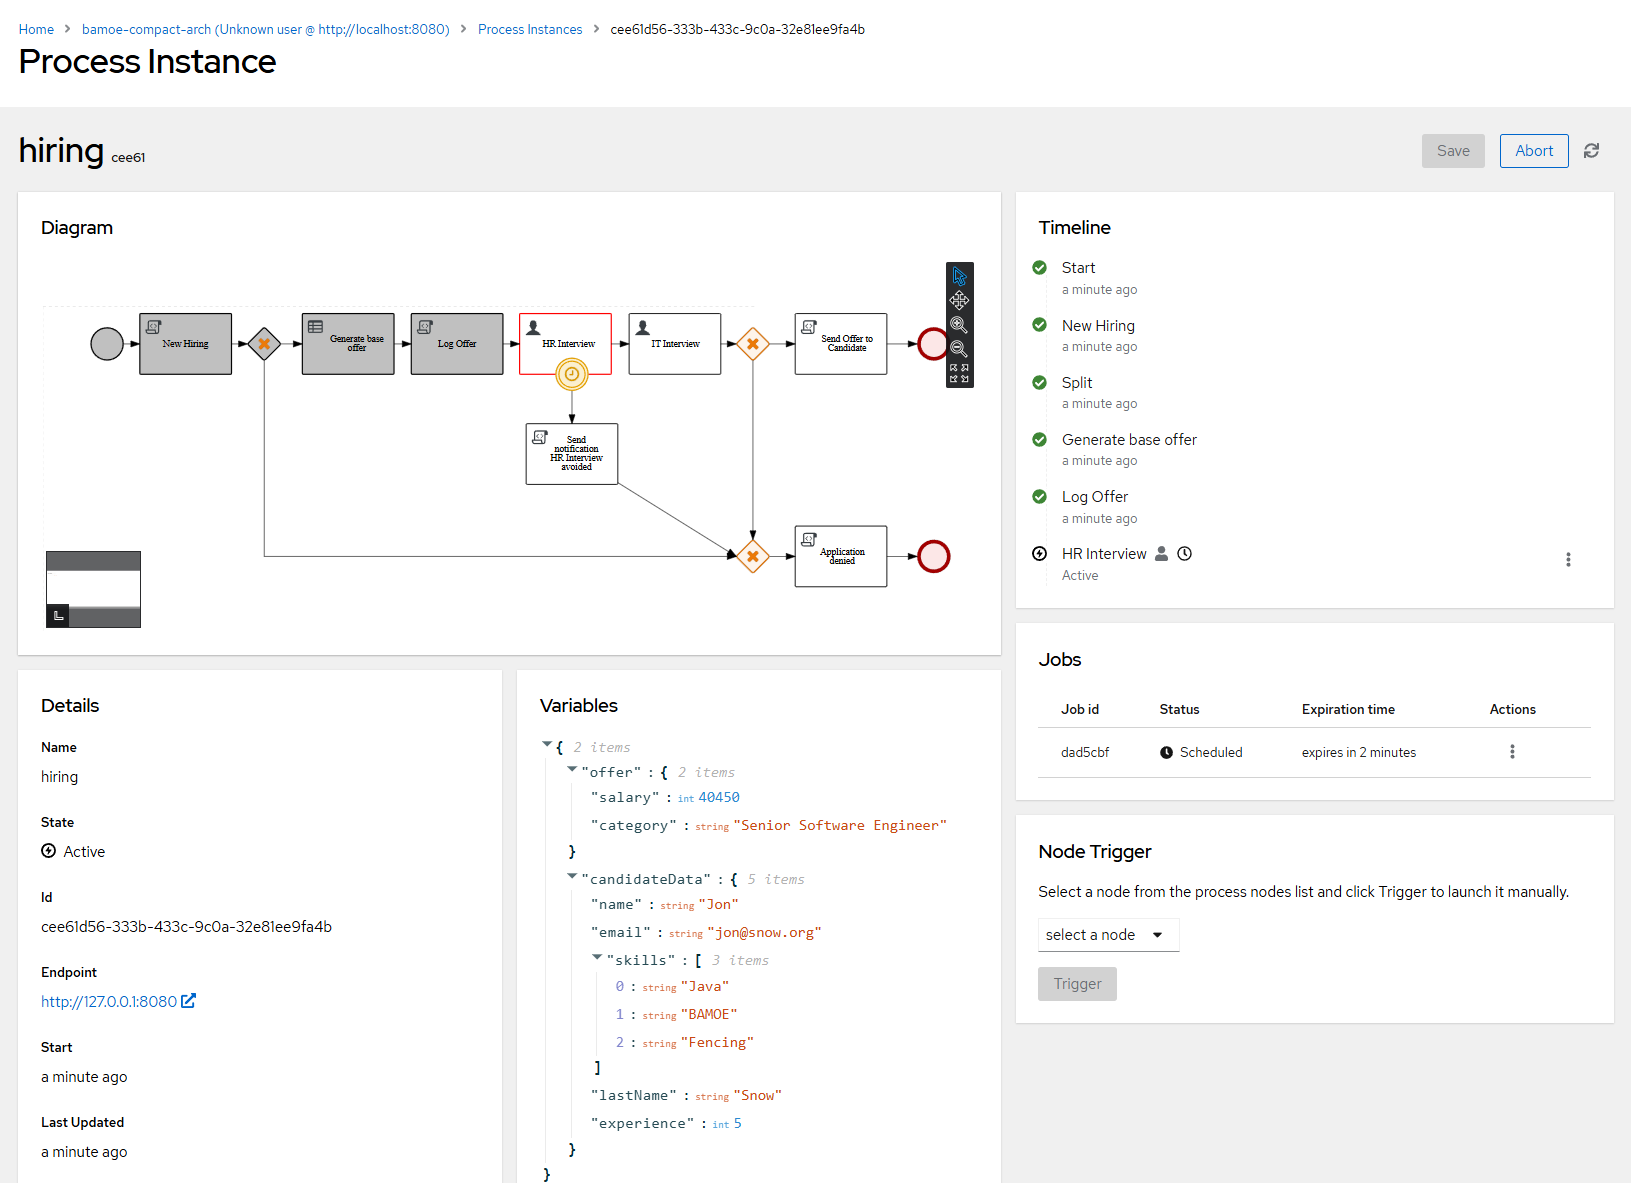 Home
bamoe-compact-arch (Unknown user @ http://localhost:8080)
Process Instances
cee61d56-333b-433c-9c0a-32e81ee9fa4b
Process Instance
hiring cee61
Save
Abort
Diagram
New Hiring
Generate base
offer
Log Offer
HR Interview
IT Interview
Send Offer to
Candidate
Send
notification
HR Interview
avoided
Application
denied
Timeline
Start
a minute ago
New Hiring
a minute ago
Split
a minute ago
Generate base offer
a minute ago
Log Offer
a minute ago
HR Interview
Active
Jobs
Job id Status Expiration time Actions
dad5cbf Scheduled expires in 2 minutes
Node Trigger
Select a node from the process nodes list and click Trigger to launch it manually.
select a node
Trigger
Details
Name
hiring
State
Active
Id
cee61d56-333b-433c-9c0a-32e81ee9fa4b
Endpoint
http://127.0.0.1:8080
Start
a minute ago
Last Updated
a minute ago
Variables
{ 2 items
"offer" : { 2 items
"salary" : int 40450
"category" : string "Senior Software Engineer"
}
"candidateData" : { 5 items
"name" : string "Jon"
"email" : string "jon@snow.org"
"skills" : [ 3 items
0 : string "Java"
1 : string "BAMOE"
2 : string "Fencing"
]
"lastName" : string "Snow"
"experience" : int 5
}
}